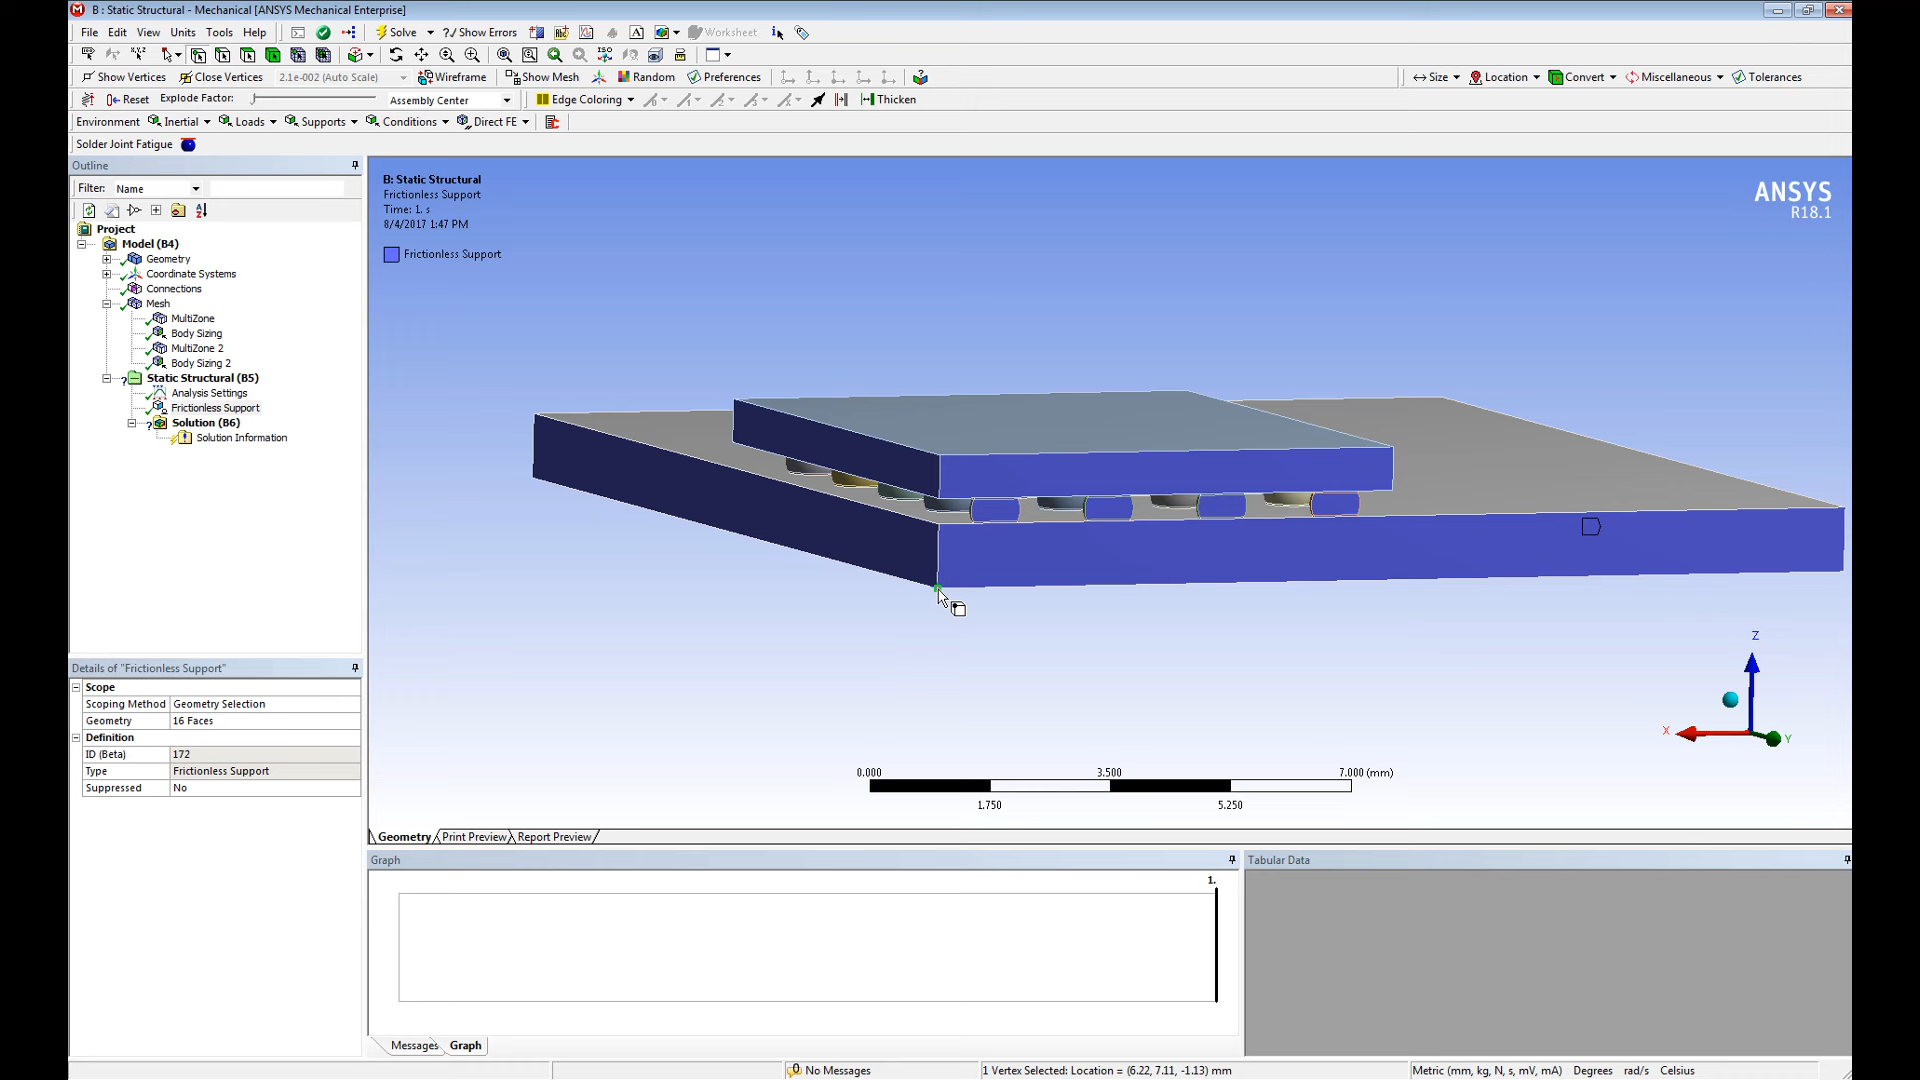 B : Static Structural - Mechanical [ANSYS Mechanical Enterprise]
File Edit View Units Tools Help Solve ?/ Show Errors Worksheet
Show Vertices Close Vertices 2.1e-002 (Auto Scale) Wireframe Show Mesh Random Preferences Size Location Convert Miscellaneous Tolerances
Reset Explode Factor: Assembly Center Edge Coloring Thicken
Environment Inertial Loads Supports Conditions Direct FE
Solder Joint Fatigue
Outline
Filter: Name
Project
Model (B4)
Geometry
Coordinate Systems
Connections
Mesh
MultiZone
Body Sizing
MultiZone 2
Body Sizing 2
Static Structural (B5)
Analysis Settings
Frictionless Support
Solution (B6)
Solution Information
B: Static Structural
Frictionless Support
Time: 1. s
8/4/2017 1:47 PM
Frictionless Support
ANSYS
R18.1
Z
X
Y
0.000 3.500 7.000 (mm)
1.750 5.250
Details of "Frictionless Support"
Scope
Scoping Method Geometry Selection
Geometry 16 Faces
Definition
ID (Beta) 172
Type Frictionless Support
Suppressed No
Geometry Print Preview Report Preview
Graph
1.
Tabular Data
Messages Graph
No Messages 1 Vertex Selected: Location = (6.22, 7.11, -1.13) mm Metric (mm, kg, N, s, mV, mA) Degrees rad/s Celsius